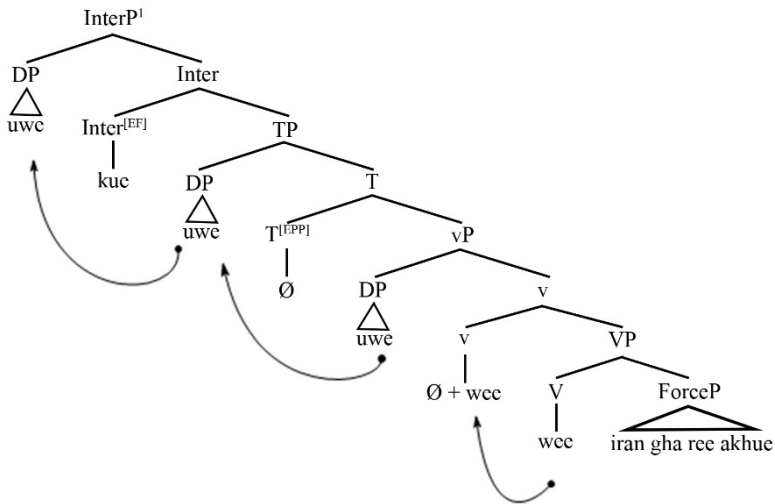 InterP¹
DP Inter
uwe Inter[EF] TP
kue DP T
uwe T[EPP] vP
Ø DP v
uwe v VP
Ø + wee V ForceP
wee iran gha ree akhue